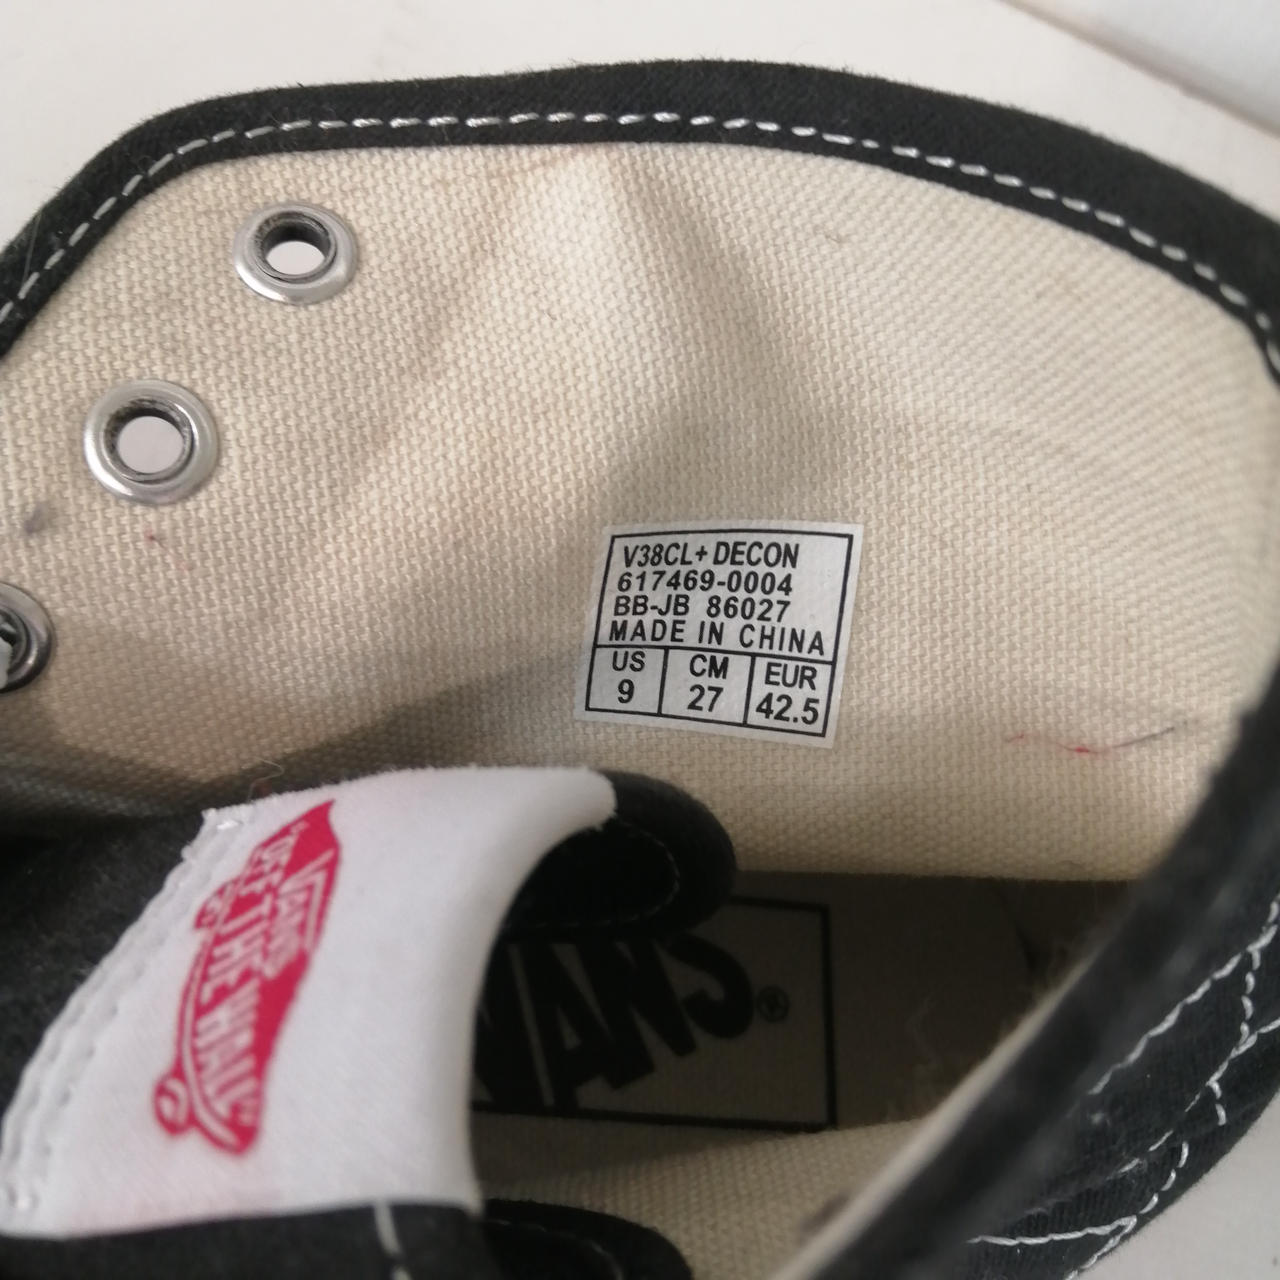 V38CL+ DECON
617469-0004
BB-JB 86027
MADE IN CHINA
US CM EUR
9 27 42.5
VANS
"OFF THE WALL"
VANS®